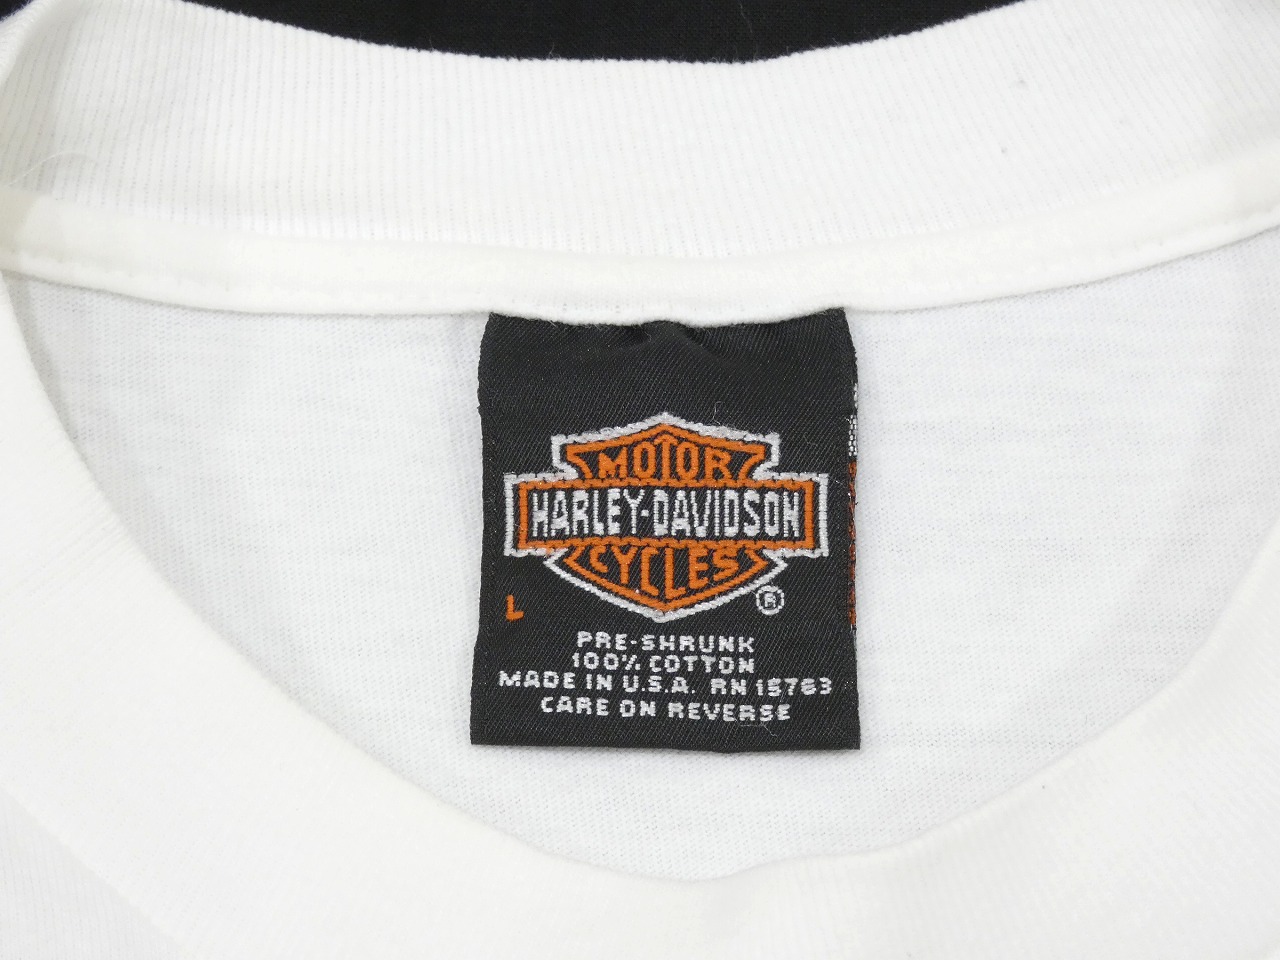 MOTOR
HARLEY-DAVIDSON
CYCLES
L
®
PRE-SHRUNK
100% COTTON
MADE IN U.S.A. RN 15763
CARE ON REVERSE